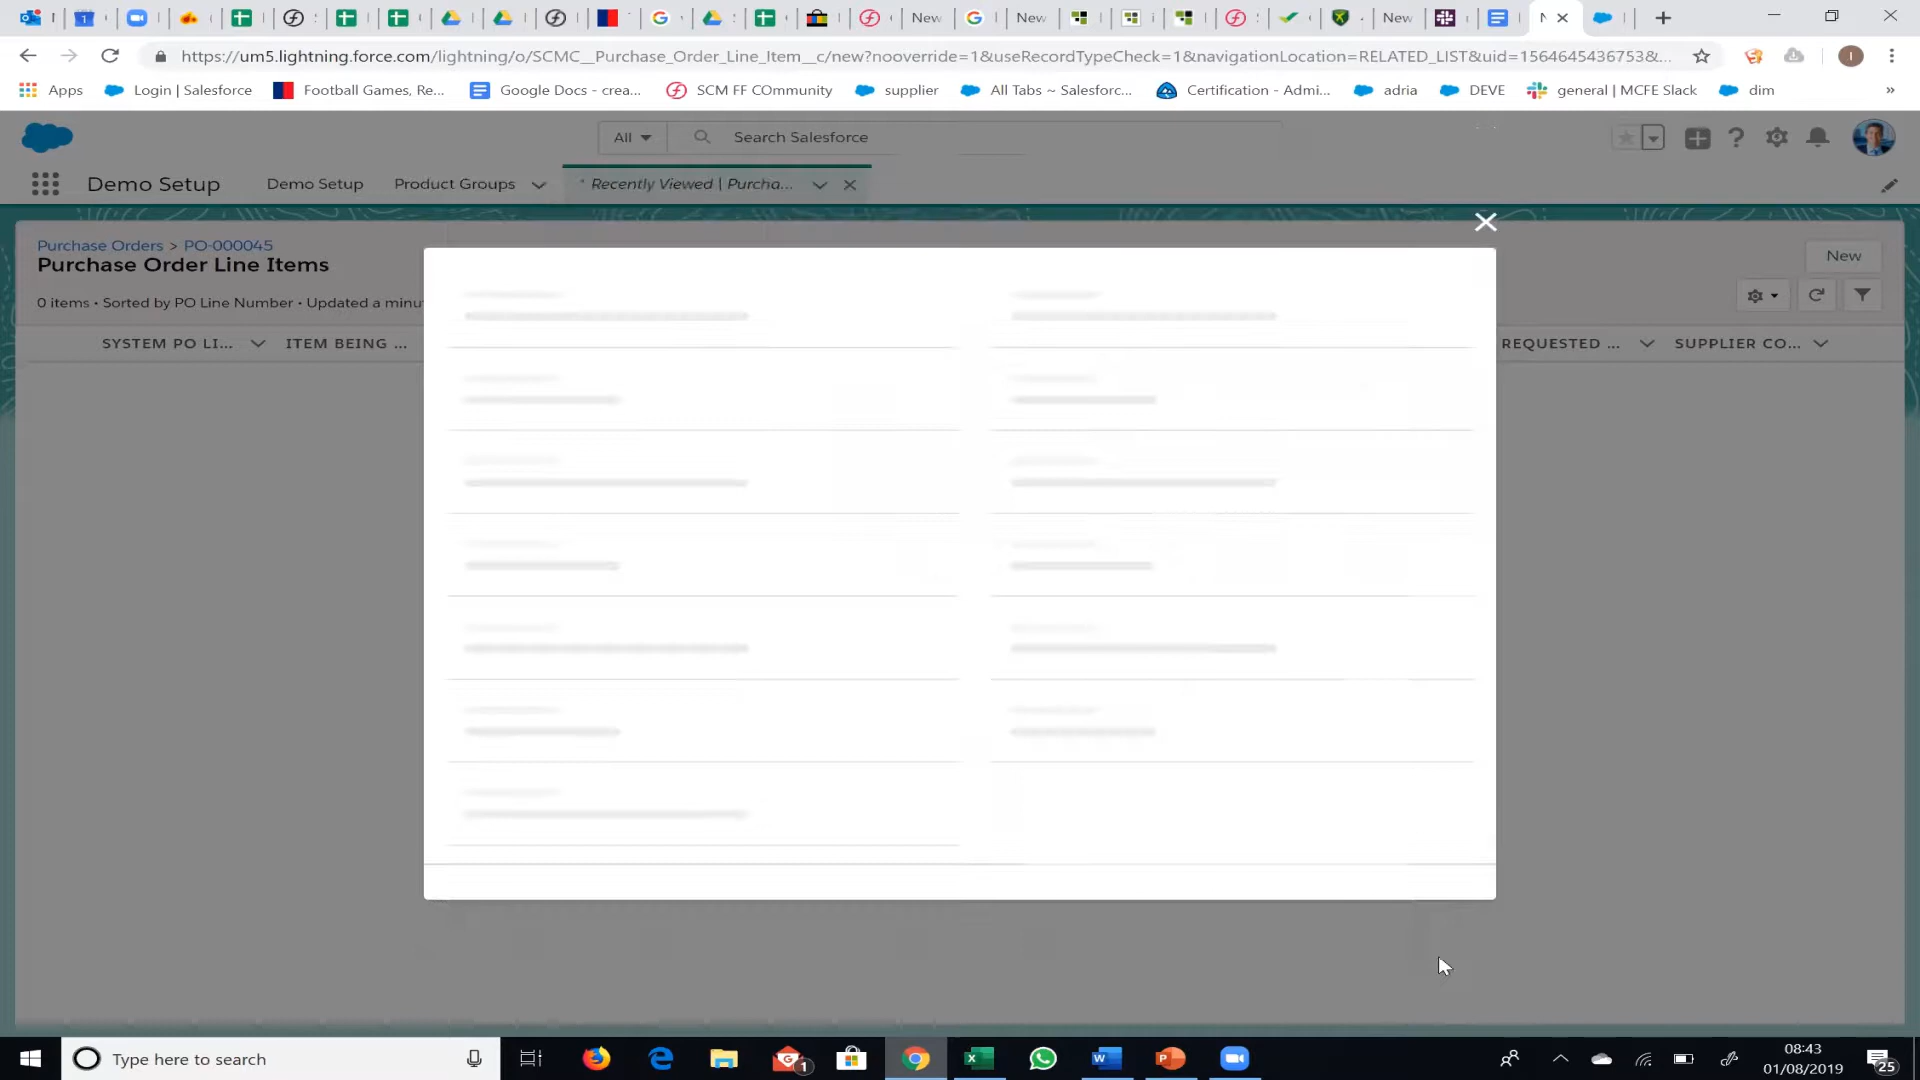 New
New
New
https://um5.lightning.force.com/lightning/o/SCMC__Purchase_Order_Line_Item__c/new?nooverride=1&useRecordTypeCheck=1&navigationLocation=RELATED_LIST&uid=1564645436753&...
Apps
Login | Salesforce
Football Games, Re...
Google Docs - crea...
SCM FF COmmunity
supplier
All Tabs ~ Salesforc...
Certification - Admi...
adria
DEVE
general | MCFE Slack
dim
»
All
Search Salesforce
Demo Setup
Demo Setup
Product Groups
* Recently Viewed | Purcha...
Purchase Orders > PO-000045
Purchase Order Line Items
New
0 items • Sorted by PO Line Number • Updated a minu
SYSTEM PO LI...
ITEM BEING ...
REQUESTED ...
SUPPLIER CO...
Type here to search
1
08:43
01/08/2019
25